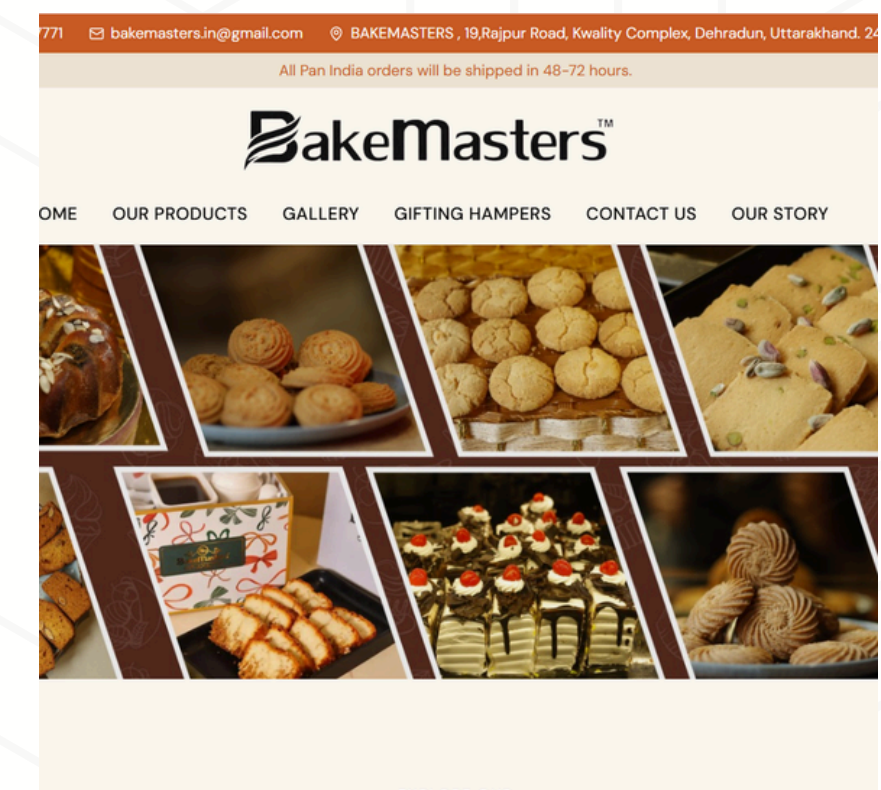 7771 bakemasters.in@gmail.com BAKEMASTERS , 19,Rajpur Road, Kwality Complex, Dehradun, Uttarakhand. 24
All Pan India orders will be shipped in 48-72 hours.
BakeMasters™
OME OUR PRODUCTS GALLERY GIFTING HAMPERS CONTACT US OUR STORY